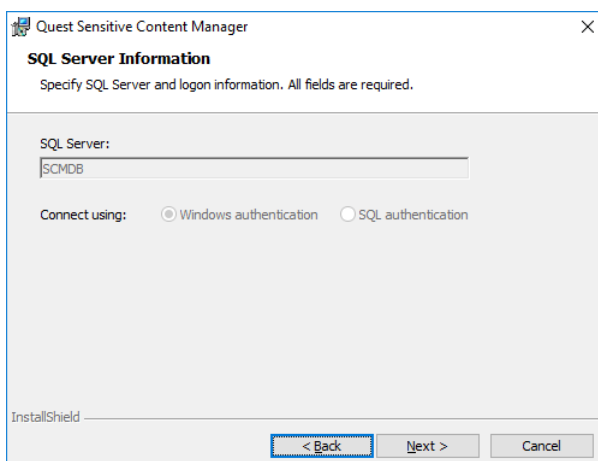 Quest Sensitive Content Manager
SQL Server Information
Specify SQL Server and logon information. All fields are required.
SQL Server:
SCMDB
Connect using: Windows authentication SQL authentication
InstallShield
< Back Next > Cancel